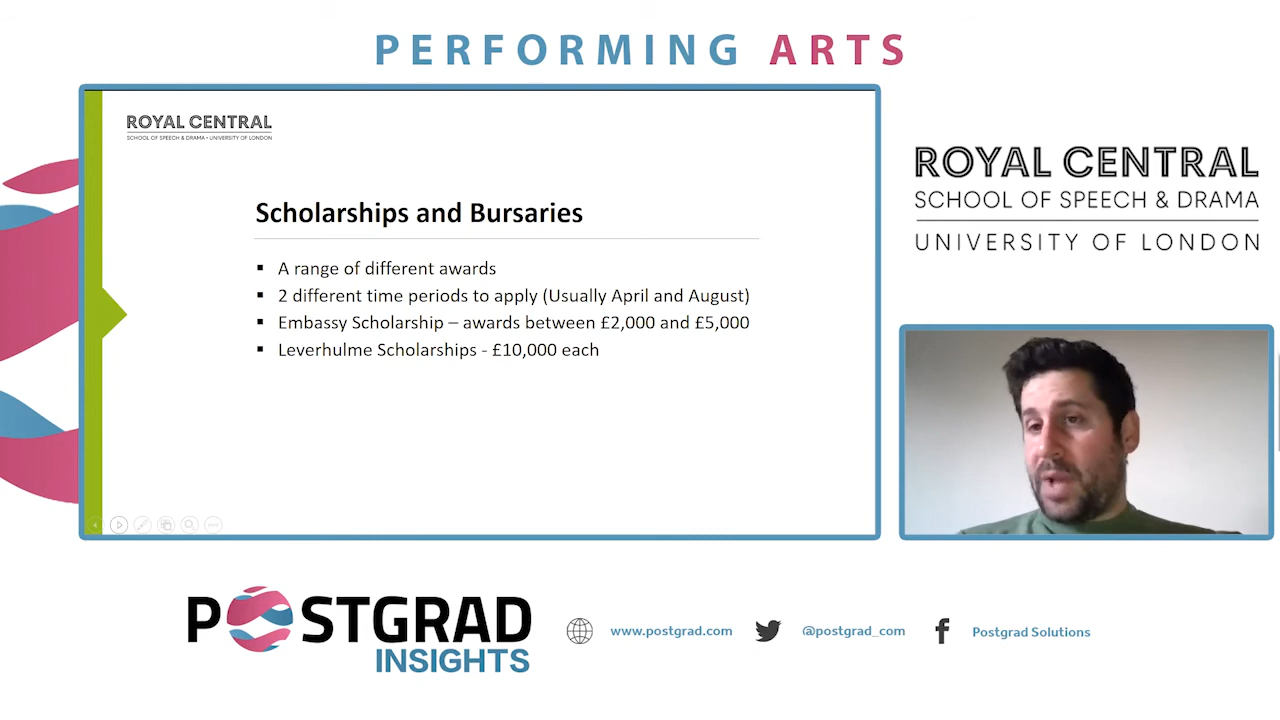 PERFORMING ARTS
ROYAL CENTRAL
SCHOOL OF SPEECH & DRAMA • UNIVERSITY OF LONDON
Scholarships and Bursaries
A range of different awards
2 different time periods to apply (Usually April and August)
Embassy Scholarship – awards between £2,000 and £5,000
Leverhulme Scholarships - £10,000 each
ROYAL CENTRAL
SCHOOL OF SPEECH & DRAMA
UNIVERSITY OF LONDON
POSTGRAD
INSIGHTS
www.postgrad.com
@postgrad_com
Postgrad Solutions